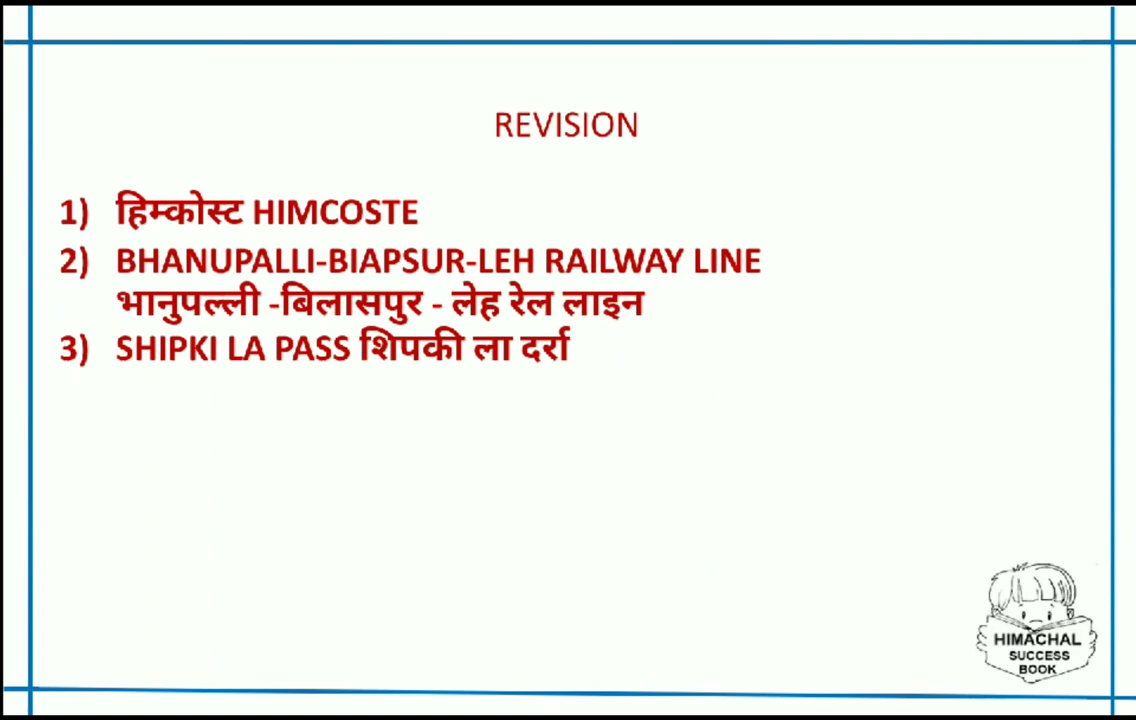 REVISION
1) हिम्कोस्ट HIMCOSTE
2) BHANUPALLI-BIAPSUR-LEH RAILWAY LINE
भानुपल्ली -बिलासपुर - लेह रेल लाइन
3) SHIPKI LA PASS शिपकी ला दर्रा
HIMACHAL
SUCCESS
BOOK